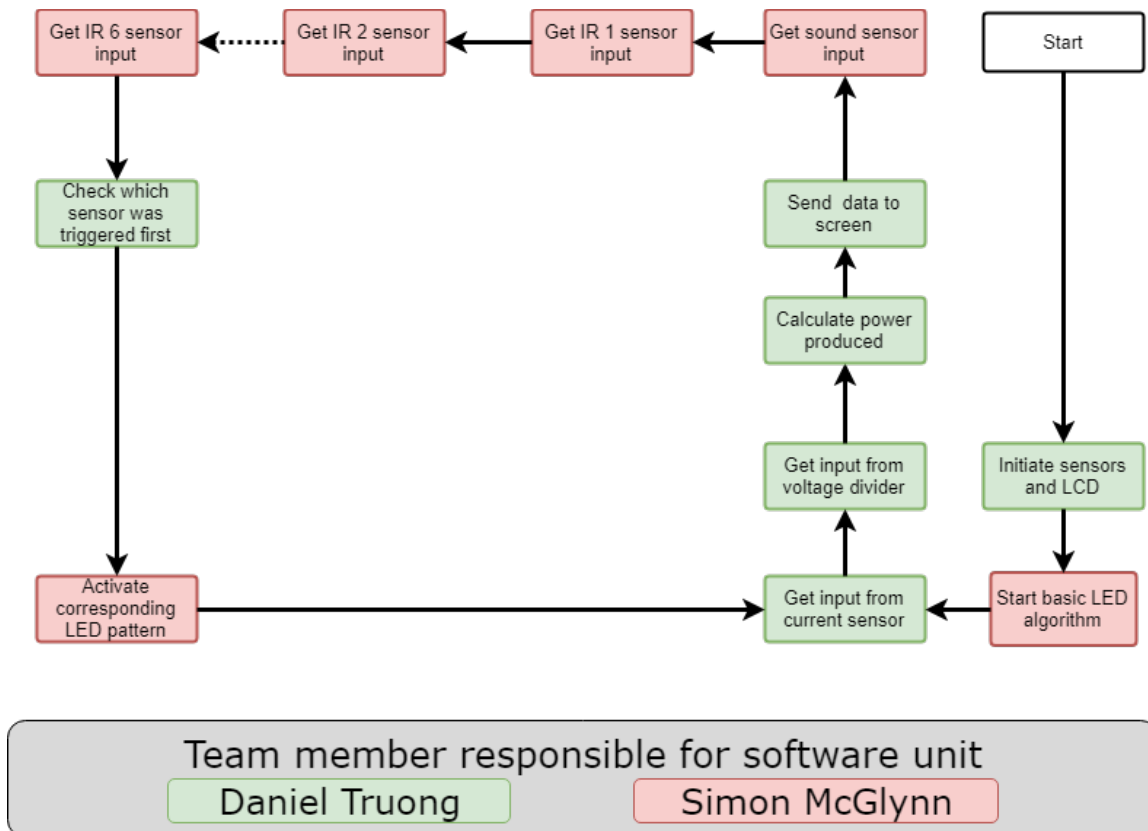 Get IR 6 sensor
input
Get IR 2 sensor
input
Get IR 1 sensor
input
Get sound sensor
input
Start
Check which
sensor was
triggered first
Send data to
screen
Calculate power
produced
Get input from
voltage divider
Initiate sensors
and LCD
Activate
corresponding
LED pattern
Get input from
current sensor
Start basic LED
algorithm
Team member responsible for software unit
Daniel Truong
Simon McGlynn